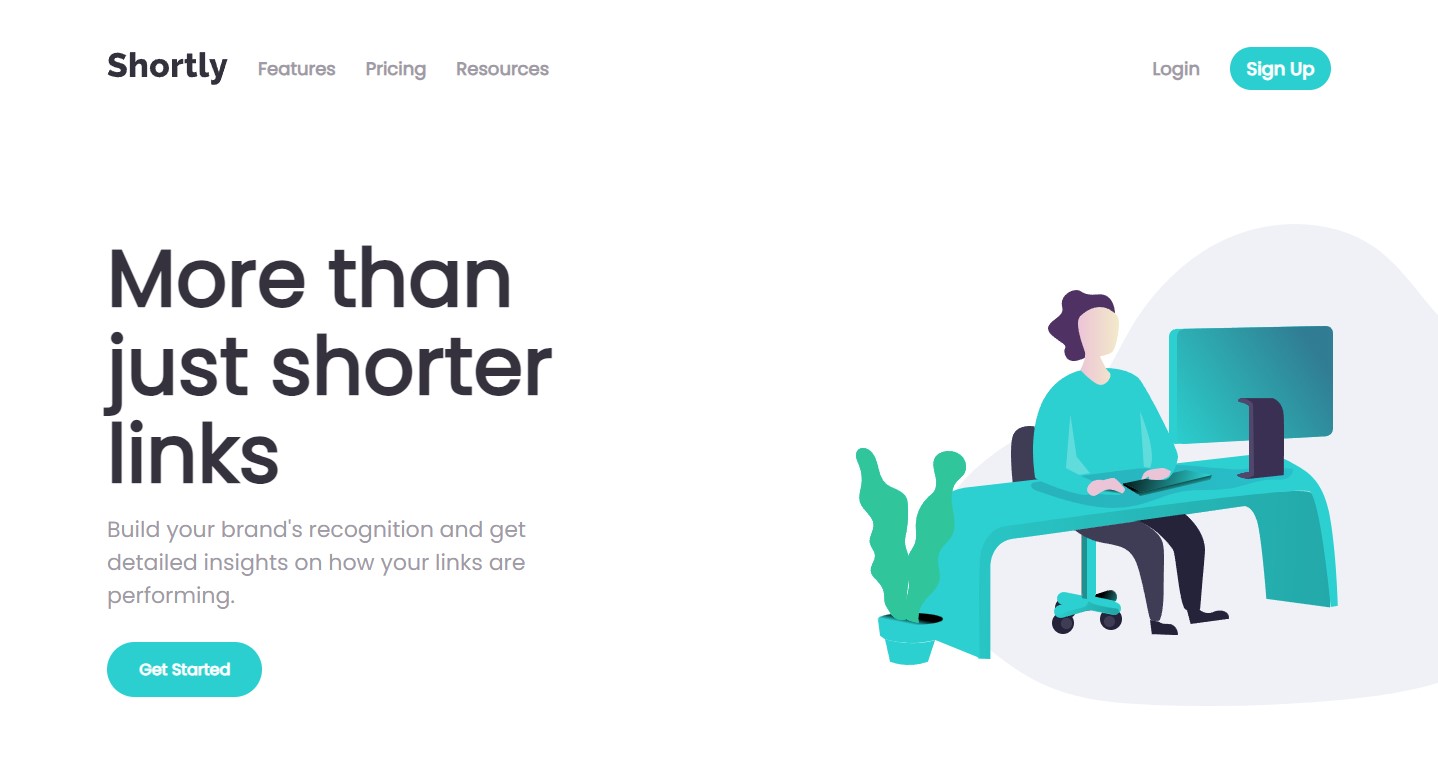 Shortly Features Pricing Resources Login Sign Up
More than
just shorter
links
Build your brand's recognition and get
detailed insights on how your links are
performing.
Get Started